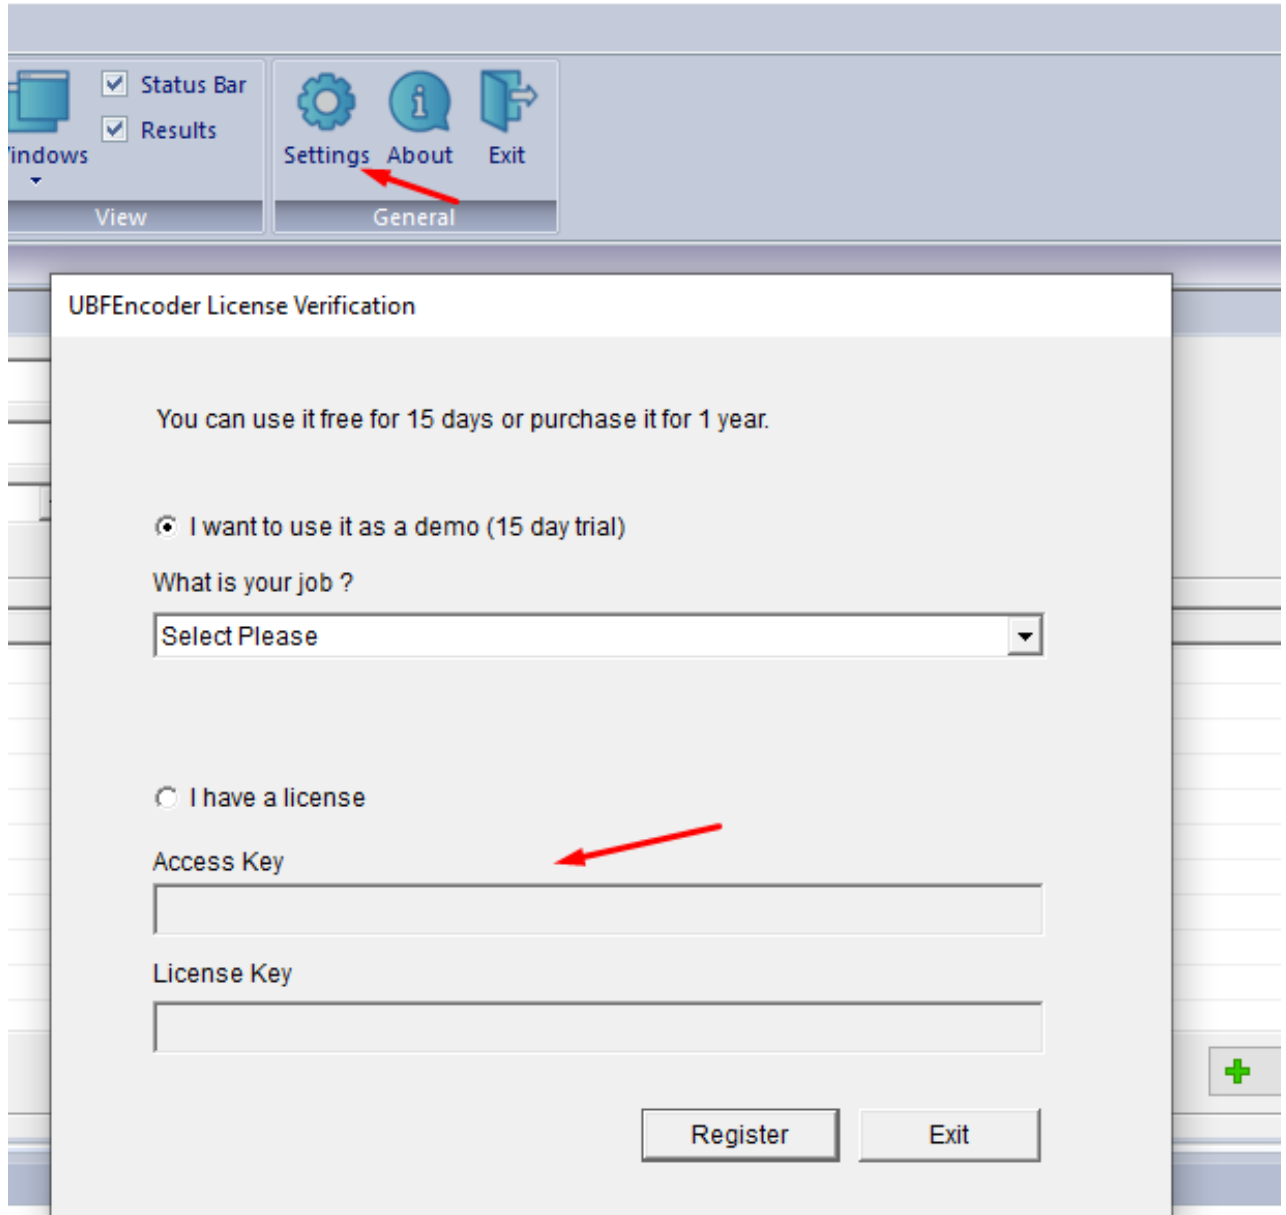 Status Bar
Results
Settings About Exit
View
General
UBFEncoder License Verification
You can use it free for 15 days or purchase it for 1 year.
I want to use it as a demo (15 day trial)
What is your job ?
Select Please
I have a license
Access Key
License Key
Register Exit